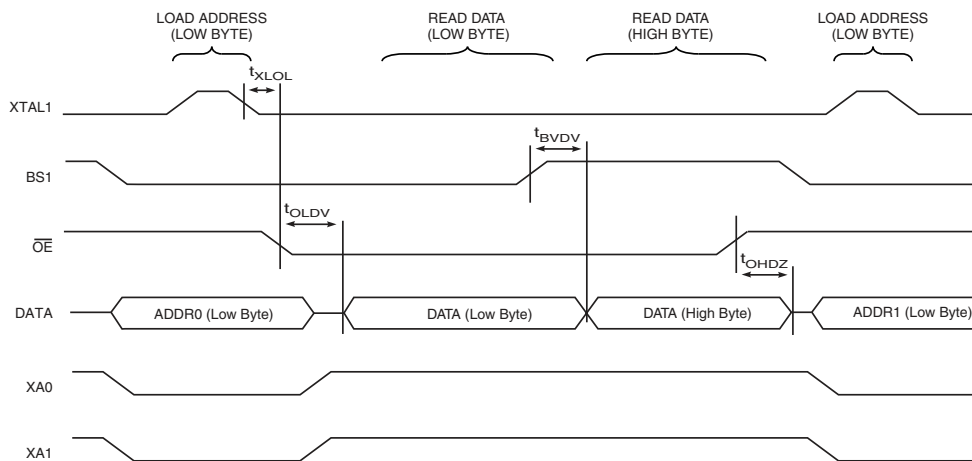 LOAD ADDRESS
(LOW BYTE)
READ DATA
(LOW BYTE)
READ DATA
(HIGH BYTE)
LOAD ADDRESS
(LOW BYTE)
tXLOL
XTAL1
tBVDV
BS1
tOLDV
OE
tOHDZ
DATA
ADDR0 (Low Byte)
DATA (Low Byte)
DATA (High Byte)
ADDR1 (Low Byte)
XA0
XA1